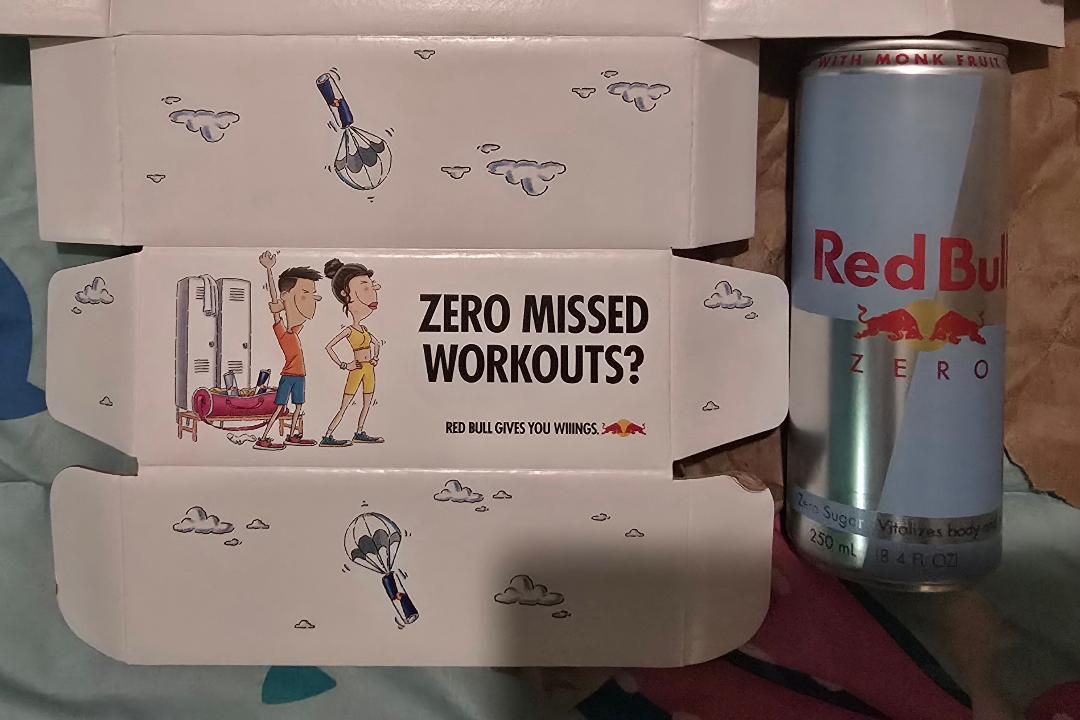 ZERO MISSED
WORKOUTS?
RED BULL GIVES YOU WIIINGS.
WITH MONK FRUIT
Red Bull
ZERO
Zero Sugar Vitalizes body and
250 mL (8.4 FL OZ)